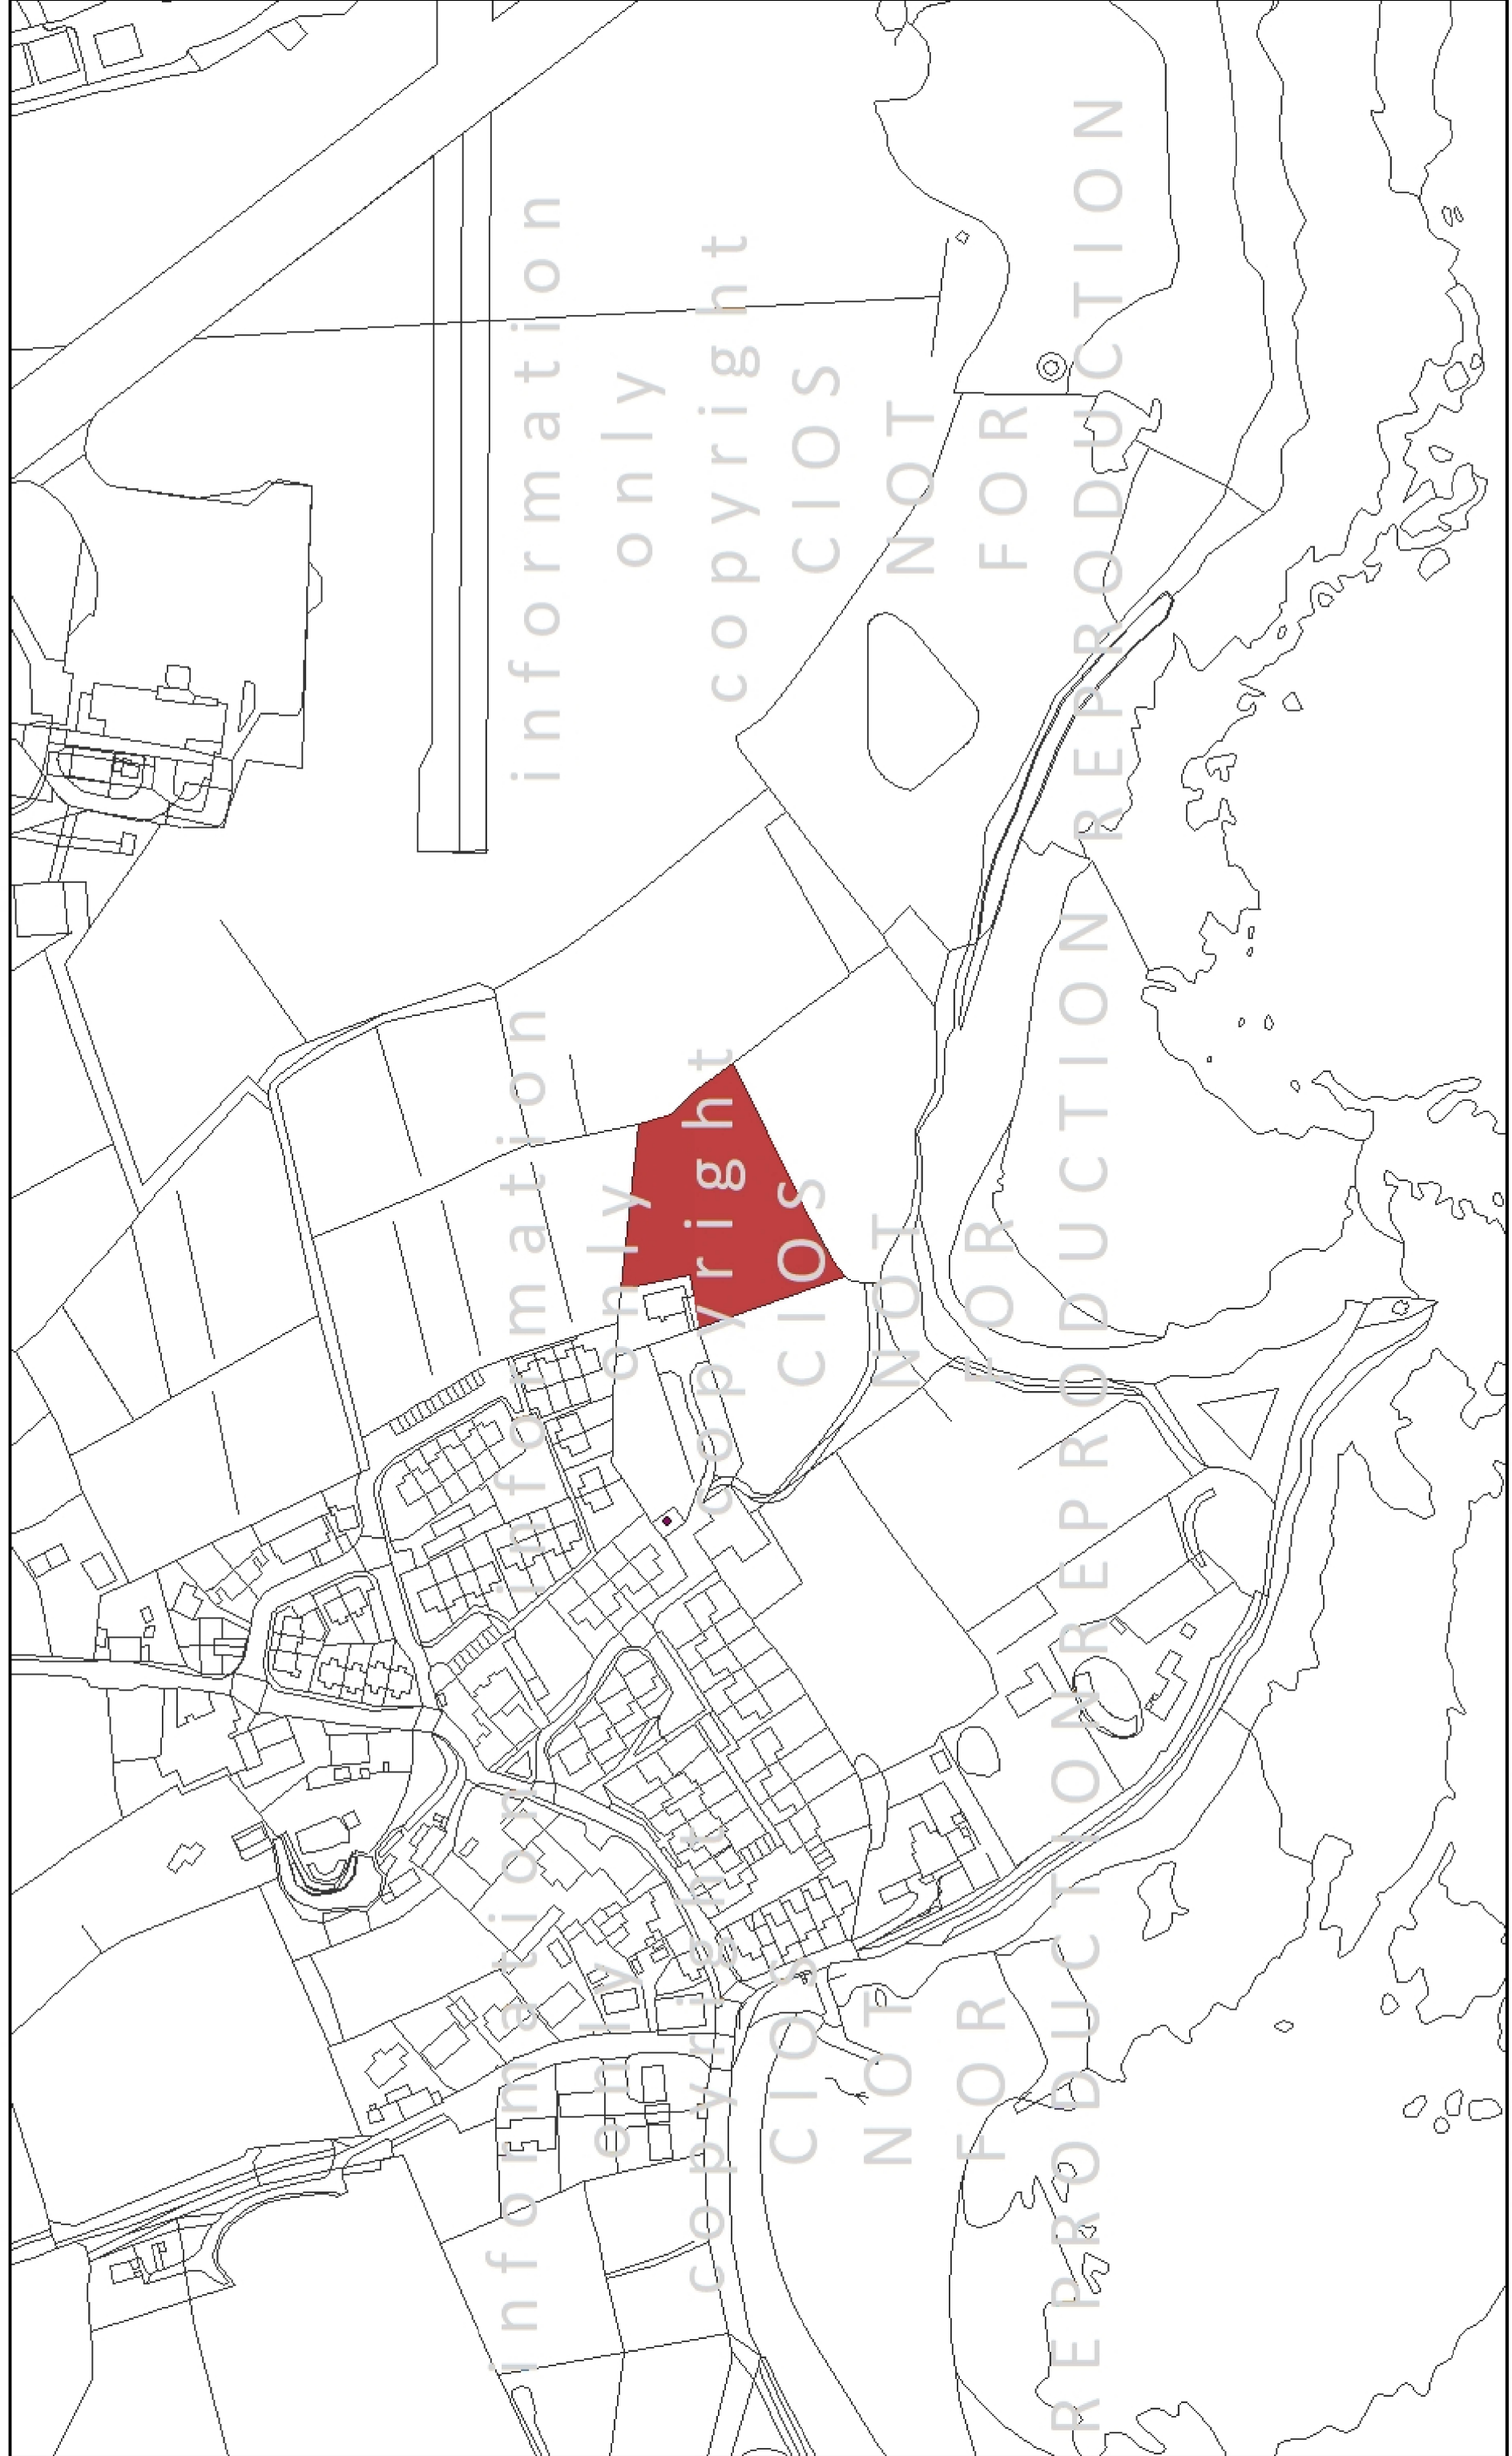 information
only
copyright
CIOS
NOT
FOR
REPRODUCTION
information
only
copyright
CIOS
NOT
FOR
REPRODUCTION
information
only
copyright
CIOS
NOT
FOR
REPRODUCTION